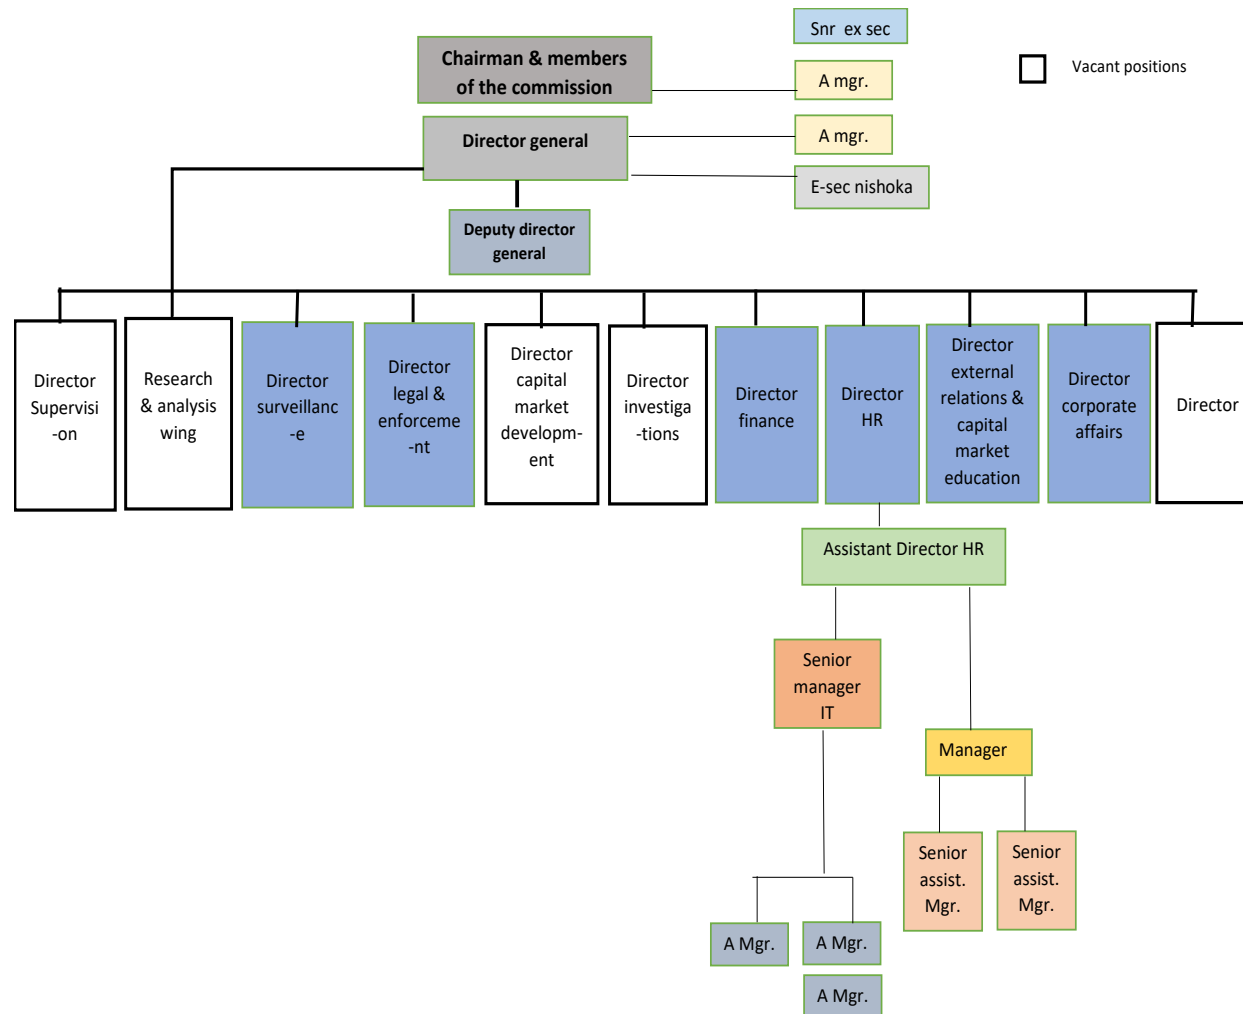 Snr ex sec
Chairman & members
of the commission
A mgr.
Vacant positions
Director general
A mgr.
E-sec nishoka
Deputy director
general
Director
Supervisi
-on
Research
& analysis
wing
Director
surveillanc
-e
Director
legal &
enforceme
-nt
Director
capital
market
developm-
ent
Director
investiga
-tions
Director
finance
Director
HR
Director
external
relations &
capital
market
education
Director
corporate
affairs
Director
Assistant Director HR
Senior
manager
IT
Manager
Senior
assist.
Mgr.
Senior
assist.
Mgr.
A Mgr.
A Mgr.
A Mgr.